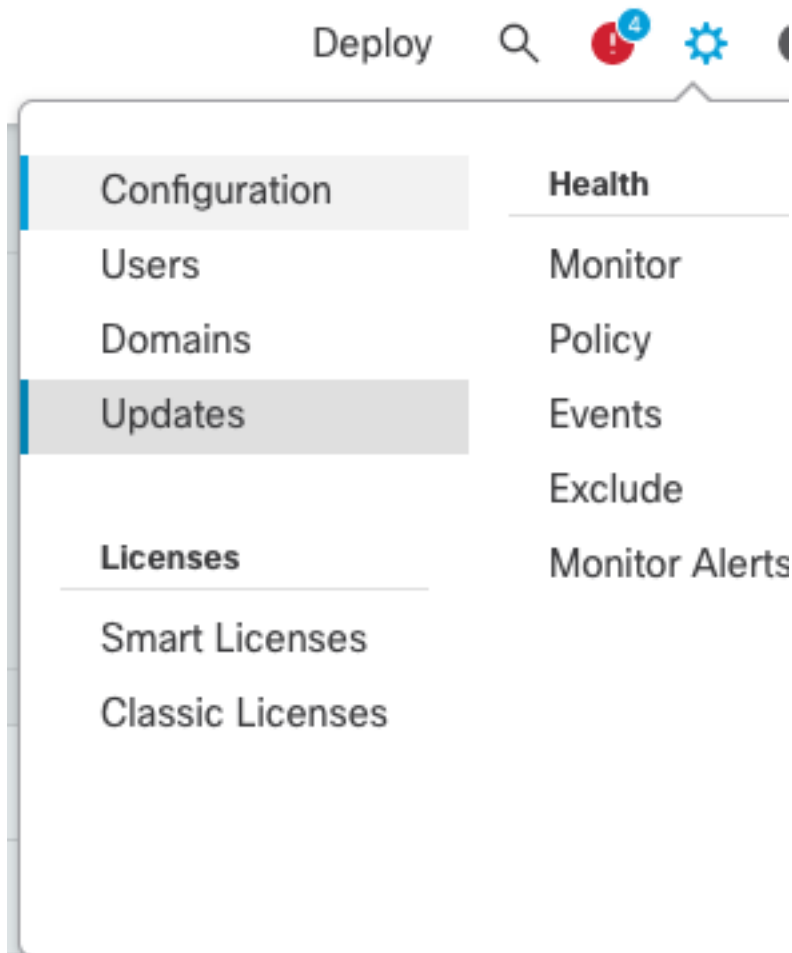 Deploy
4
Configuration
Users
Domains
Updates
Licenses
Smart Licenses
Classic Licenses
Health
Monitor
Policy
Events
Exclude
Monitor Alerts